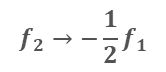 f₂ → −½f₁